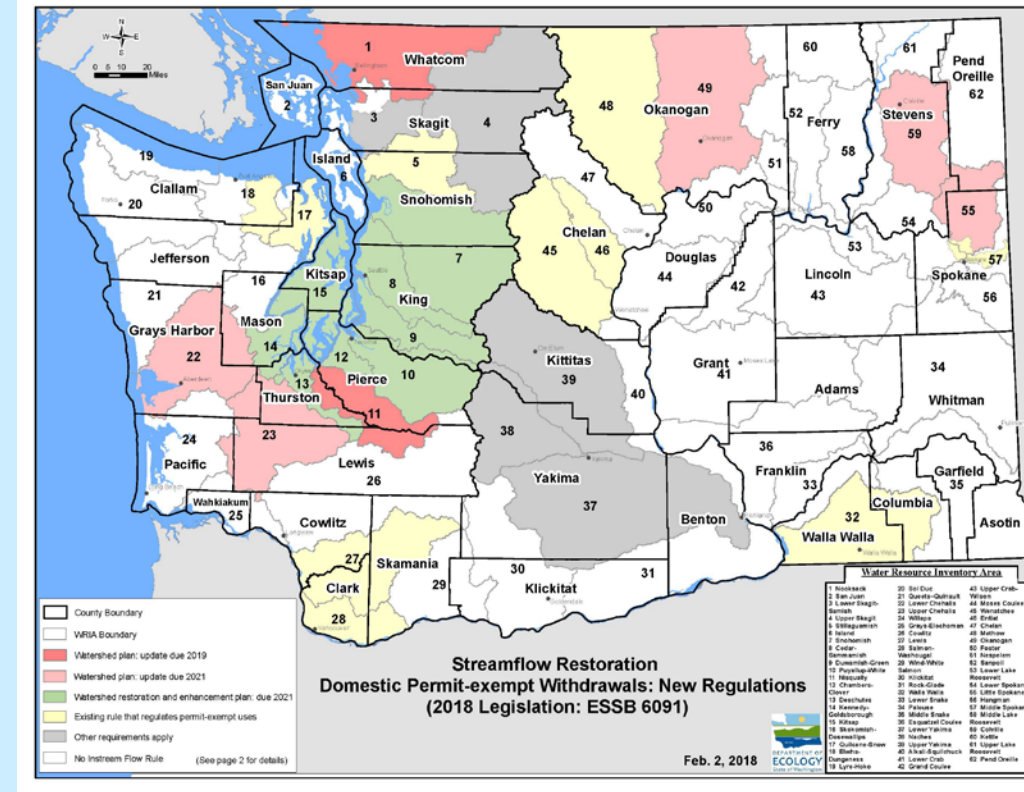 N
W E
S
0 5 10 20
Miles
1
Whatcom
San Juan
2
3
Skagit
4
48
Okanogan
49
60
61
Pend
Oreille
62
52
Ferry
Stevens
59
19
Island
6
5
47
51
58
Clallam
20
18
17
Snohomish
50
54
55
Chelan
45
46
53
57
Jefferson
7
Douglas
Spokane
16
Kitsap
15
8
King
44
42
Lincoln
43
56
21
Grays Harbor
Mason
14
9
22
12
Pierce
10
Kittitas
39
Grant
41
34
13
Thurston
11
40
Adams
Whitman
24
23
38
36
Pacific
Lewis
26
Yakima
Franklin
33
Garfield
35
Wahkiakum
25
37
Columbia
Cowlitz
Benton
32
Asotin
Walla Walla
27
Skamania
Clark
29
30
31
Klickitat
28
Water Resource Inventory Area
1 Nooksack
2 San Juan
3 Lower Skagit-
Samish
4 Upper Skagit
5 Stillaguamish
6 Island
7 Snohomish
8 Cedar-
Sammamish
9 Duwamish-Green
10 Puyallup-White
11 Nisqually
12 Chambers-
Clover
13 Deschutes
14 Kennedy-
Goldsborough
15 Kitsap
16 Skokomish-
Dosewallips
17 Quilcene-Snow
18 Elwha-
Dungeness
19 Lyre-Hoko
20 Sol Duc
21 Queets-Quinault
22 Lower Chehalis
23 Upper Chehalis
24 Willapa
25 Grays-Elochoman
26 Cowlitz
27 Lewis
28 Salmon-
Washougal
29 Wind-White
Salmon
30 Klickitat
31 Rock-Glade
32 Walla Walla
33 Lower Snake
34 Palouse
35 Middle Snake
36 Esquatzel Coulee
37 Lower Yakima
38 Naches
39 Upper Yakima
40 Alkali-Squilchuck
41 Lower Crab
42 Grand Coulee
43 Upper Crab-
Wilson
44 Moses Coulee
45 Wenatchee
46 Entiat
47 Chelan
48 Methow
49 Okanogan
50 Foster
51 Nespelem
52 Sanpoil
53 Lower Lake
Roosevelt
54 Lower Spokane
55 Little Spokane
56 Hangman
57 Middle Spokane
58 Middle Lake
Roosevelt
59 Colville
60 Kettle
61 Upper Lake
Roosevelt
62 Pend Oreille
County Boundary
WRIA Boundary
Watershed plan: update due 2019
Watershed plan: update due 2021
Watershed restoration and enhancement plan: due 2021
Existing rule that regulates permit-exempt uses
Other requirements apply
No Instream Flow Rule
(See page 2 for details)
Streamflow Restoration
Domestic Permit-exempt Withdrawals: New Regulations
(2018 Legislation: ESSB 6091)
Feb. 2, 2018
DEPARTMENT OF
ECOLOGY
State of Washington